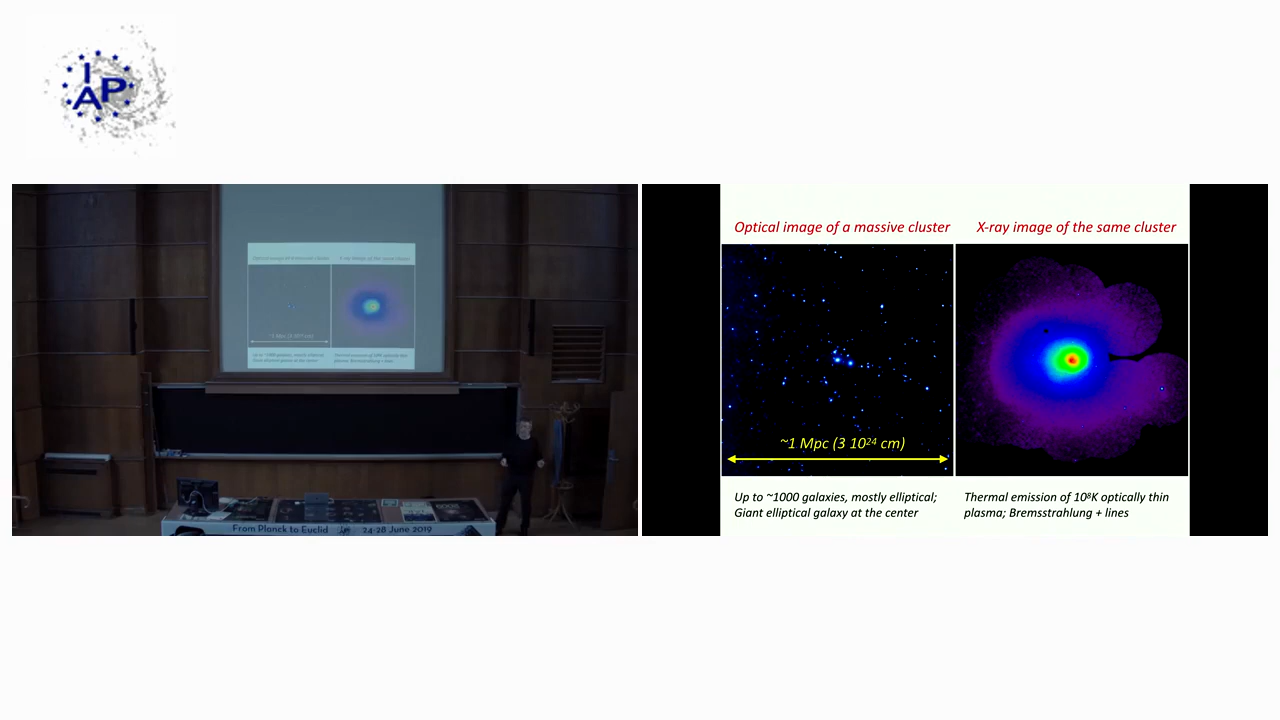 I
AP
Optical image of a massive cluster
X-ray image of the same cluster
~1 Mpc (3 10²⁴ cm)
Up to ~1000 galaxies, mostly elliptical;
Giant elliptical galaxy at the center
Thermal emission of 10⁸K optically thin
plasma; Bremsstrahlung + lines
From Planck to Euclid 24-28 June 2019